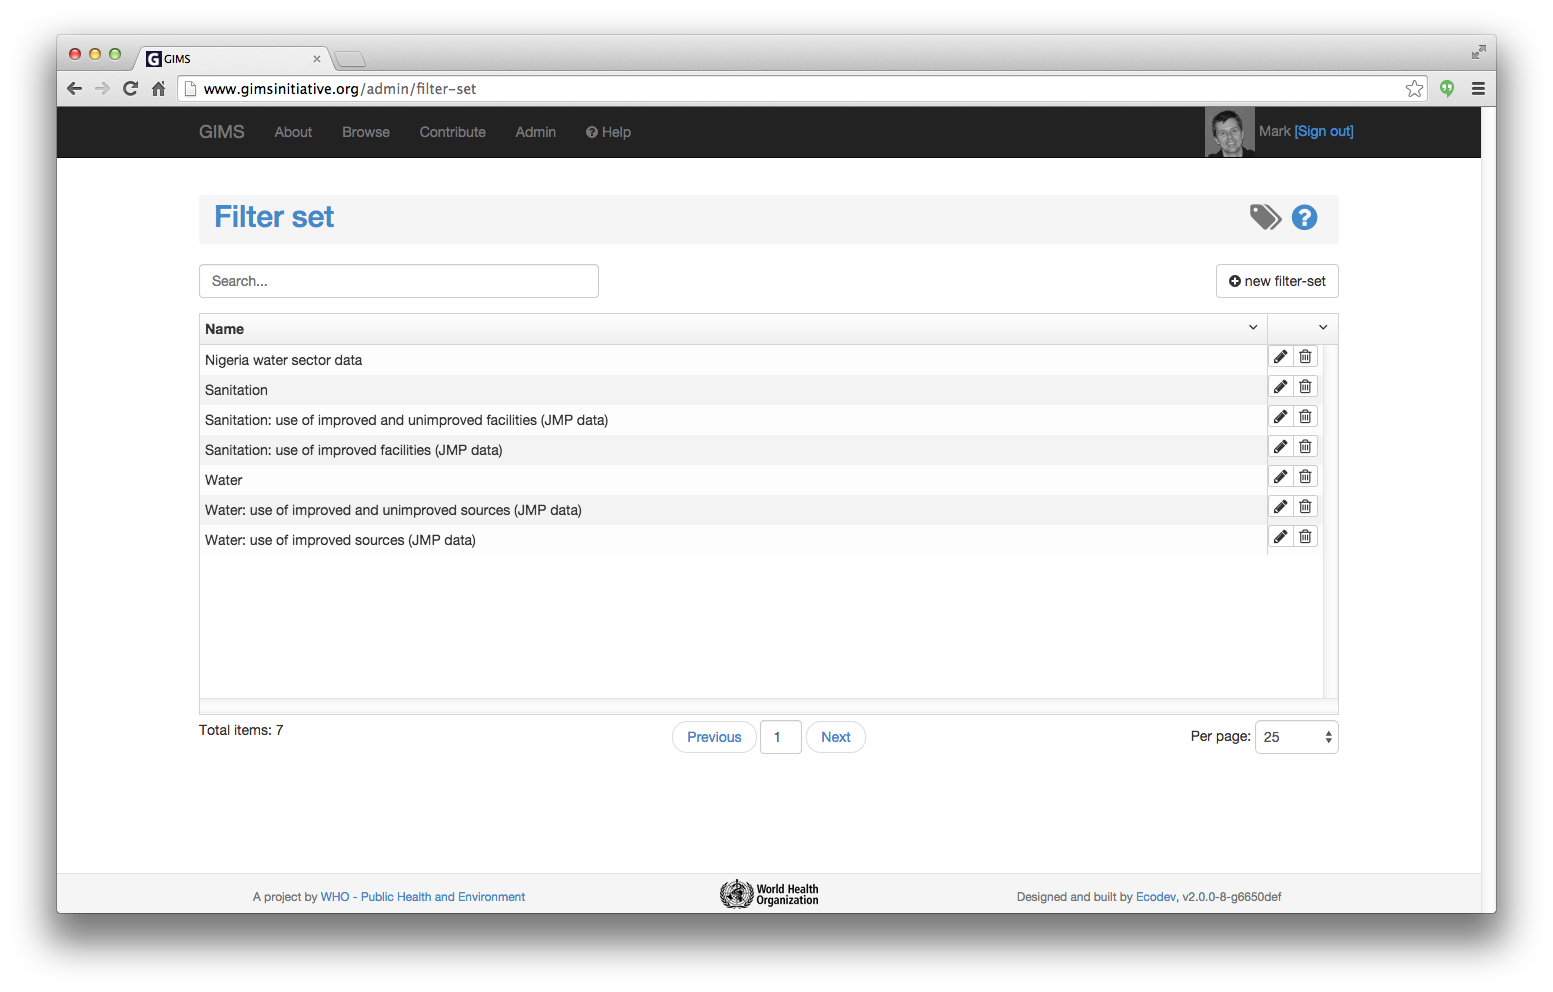 GIMS
www.gimsinitiative.org/admin/filter-set
GIMS About Browse Contribute Admin Help Mark [Sign out]
Filter set
Search... new filter-set
Name
Nigeria water sector data
Sanitation
Sanitation: use of improved and unimproved facilities (JMP data)
Sanitation: use of improved facilities (JMP data)
Water
Water: use of improved and unimproved sources (JMP data)
Water: use of improved sources (JMP data)
Total items: 7 Previous 1 Next Per page: 25
A project by WHO - Public Health and Environment World Health Organization Designed and built by Ecodev, v2.0.0-8-g6650def